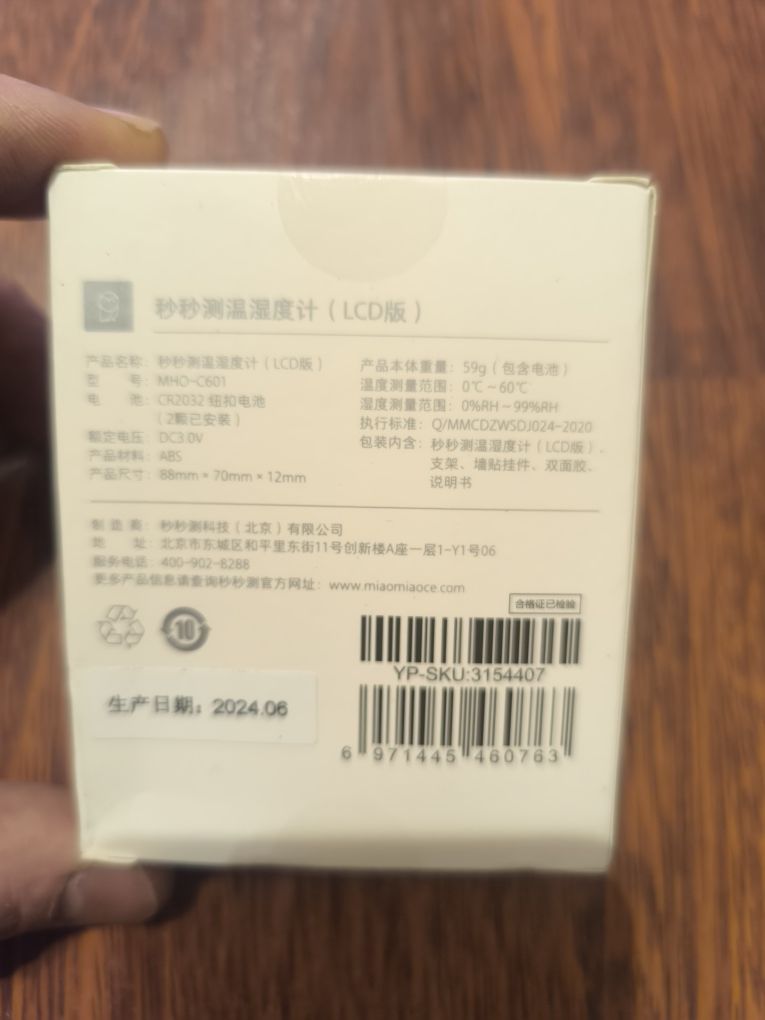 秒秒测温湿度计（LCD版）
产品名称：秒秒测温湿度计（LCD版）
型　　号：MHO-C601
电　　池：CR2032 纽扣电池
（2颗已安装）
额定电压：DC3.0V
产品材料：ABS
产品尺寸：88mm × 70mm × 12mm
产品本体重量：59g（包含电池）
温度测量范围：0℃～60℃
湿度测量范围：0%RH～99%RH
执行标准：Q/MMCDZWSDJ024-2020
包装内含：秒秒测温湿度计（LCD版）、
支架、墙贴挂件、双面胶、
说明书
制 造 商：秒秒测科技（北京）有限公司
地　　址：北京市东城区和平里东街11号创新楼A座一层1-Y1号06
服务电话：400-902-8288
更多产品信息请查询秒秒测官方网址：www.miaomiaoce.com
合格证已检验
10
YP-SKU:3154407
生产日期：2024.06
6 971445 460763